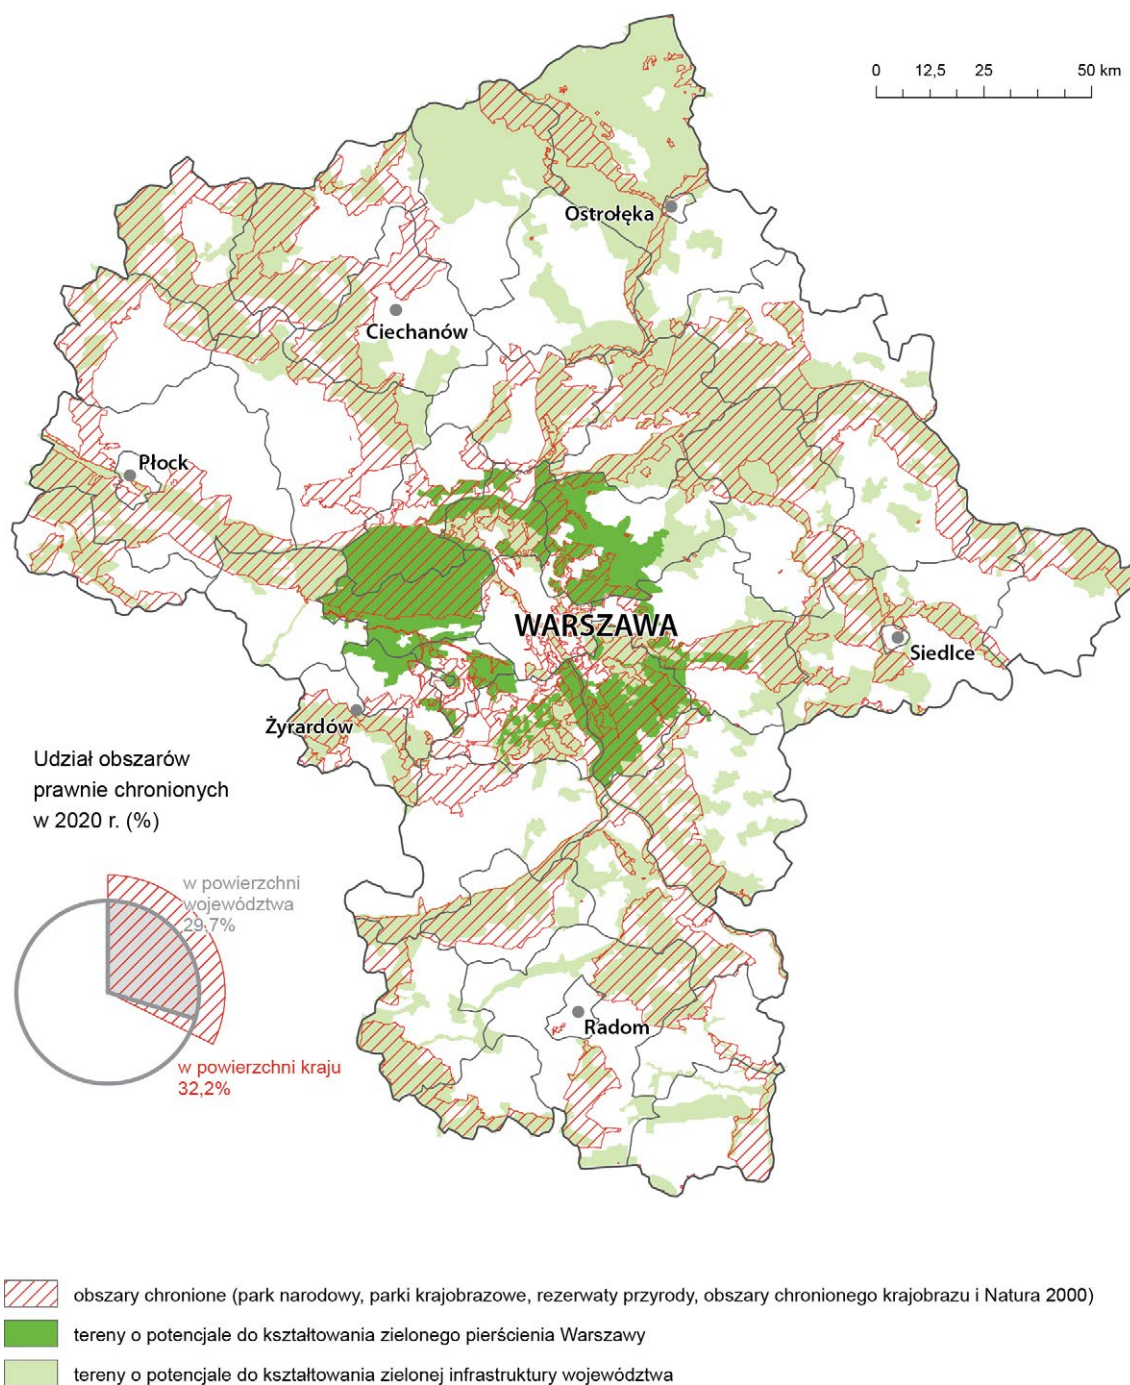 0 12,5 25 50 km
Ostrołęka
Ciechanów
Płock
WARSZAWA
Siedlce
Żyrardów
Udział obszarów
prawnie chronionych
w 2020 r. (%)
w powierzchni
województwa
29,7%
Radom
w powierzchni kraju
32,2%
obszary chronione (park narodowy, parki krajobrazowe, rezerwaty przyrody, obszary chronionego krajobrazu i Natura 2000)
tereny o potencjale do kształtowania zielonego pierścienia Warszawy
tereny o potencjale do kształtowania zielonej infrastruktury województwa